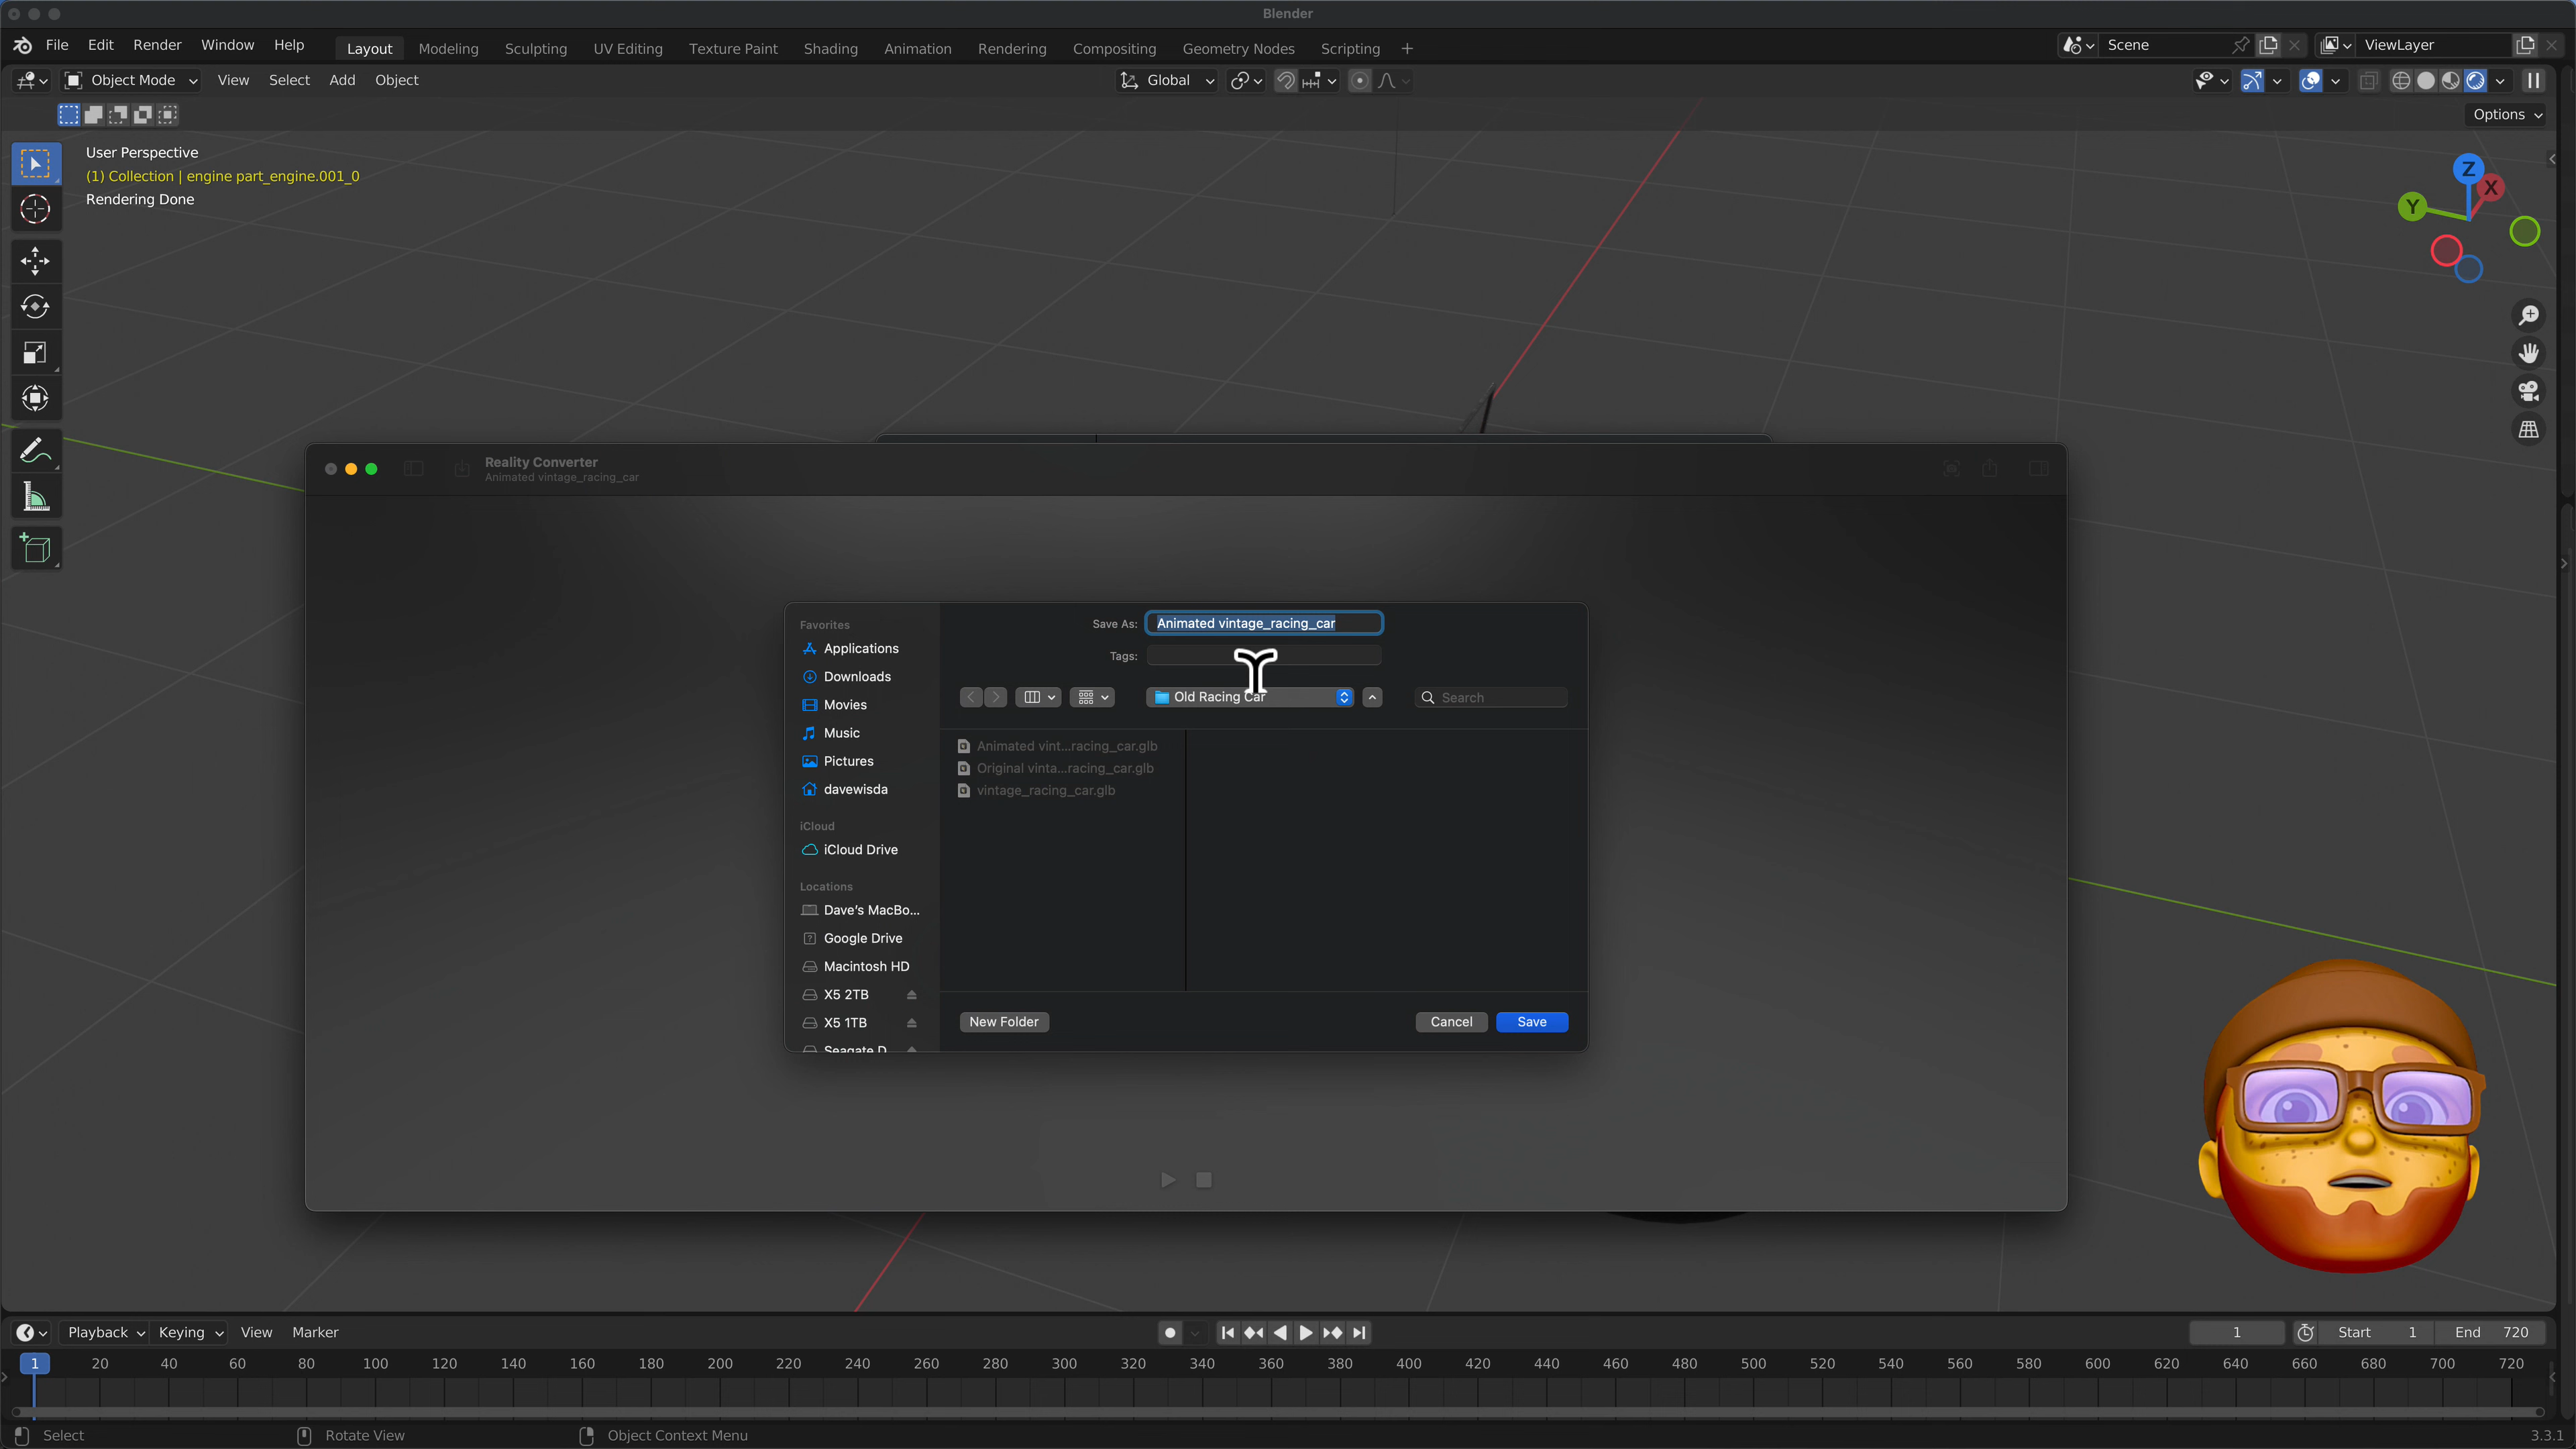 Blender
File Edit Render Window Help Layout Modeling Sculpting UV Editing Texture Paint Shading Animation Rendering Compositing Geometry Nodes Scripting + Scene ViewLayer
Object Mode View Select Add Object Global
Options
User Perspective
(1) Collection | engine part_engine.001_0
Rendering Done
Z
X
Y
Reality Converter
Animated vintage_racing_car
Favorites
Applications
Downloads
Movies
Music
Pictures
davewisda
iCloud
iCloud Drive
Locations
Dave's MacBo...
Google Drive
Macintosh HD
X5 2TB
X5 1TB
Seagate D
Save As: Animated vintage_racing_car
Tags:
Old Racing Car
Search
Animated vint...racing_car.glb
Original vinta...racing_car.glb
vintage_racing_car.glb
New Folder Cancel Save
Playback Keying View Marker 1 Start 1 End 720
1 20 40 60 80 100 120 140 160 180 200 220 240 260 280 300 320 340 360 380 400 420 440 460 480 500 520 540 560 580 600 620 640 660 680 700 720
Select Rotate View Object Context Menu 3.3.1